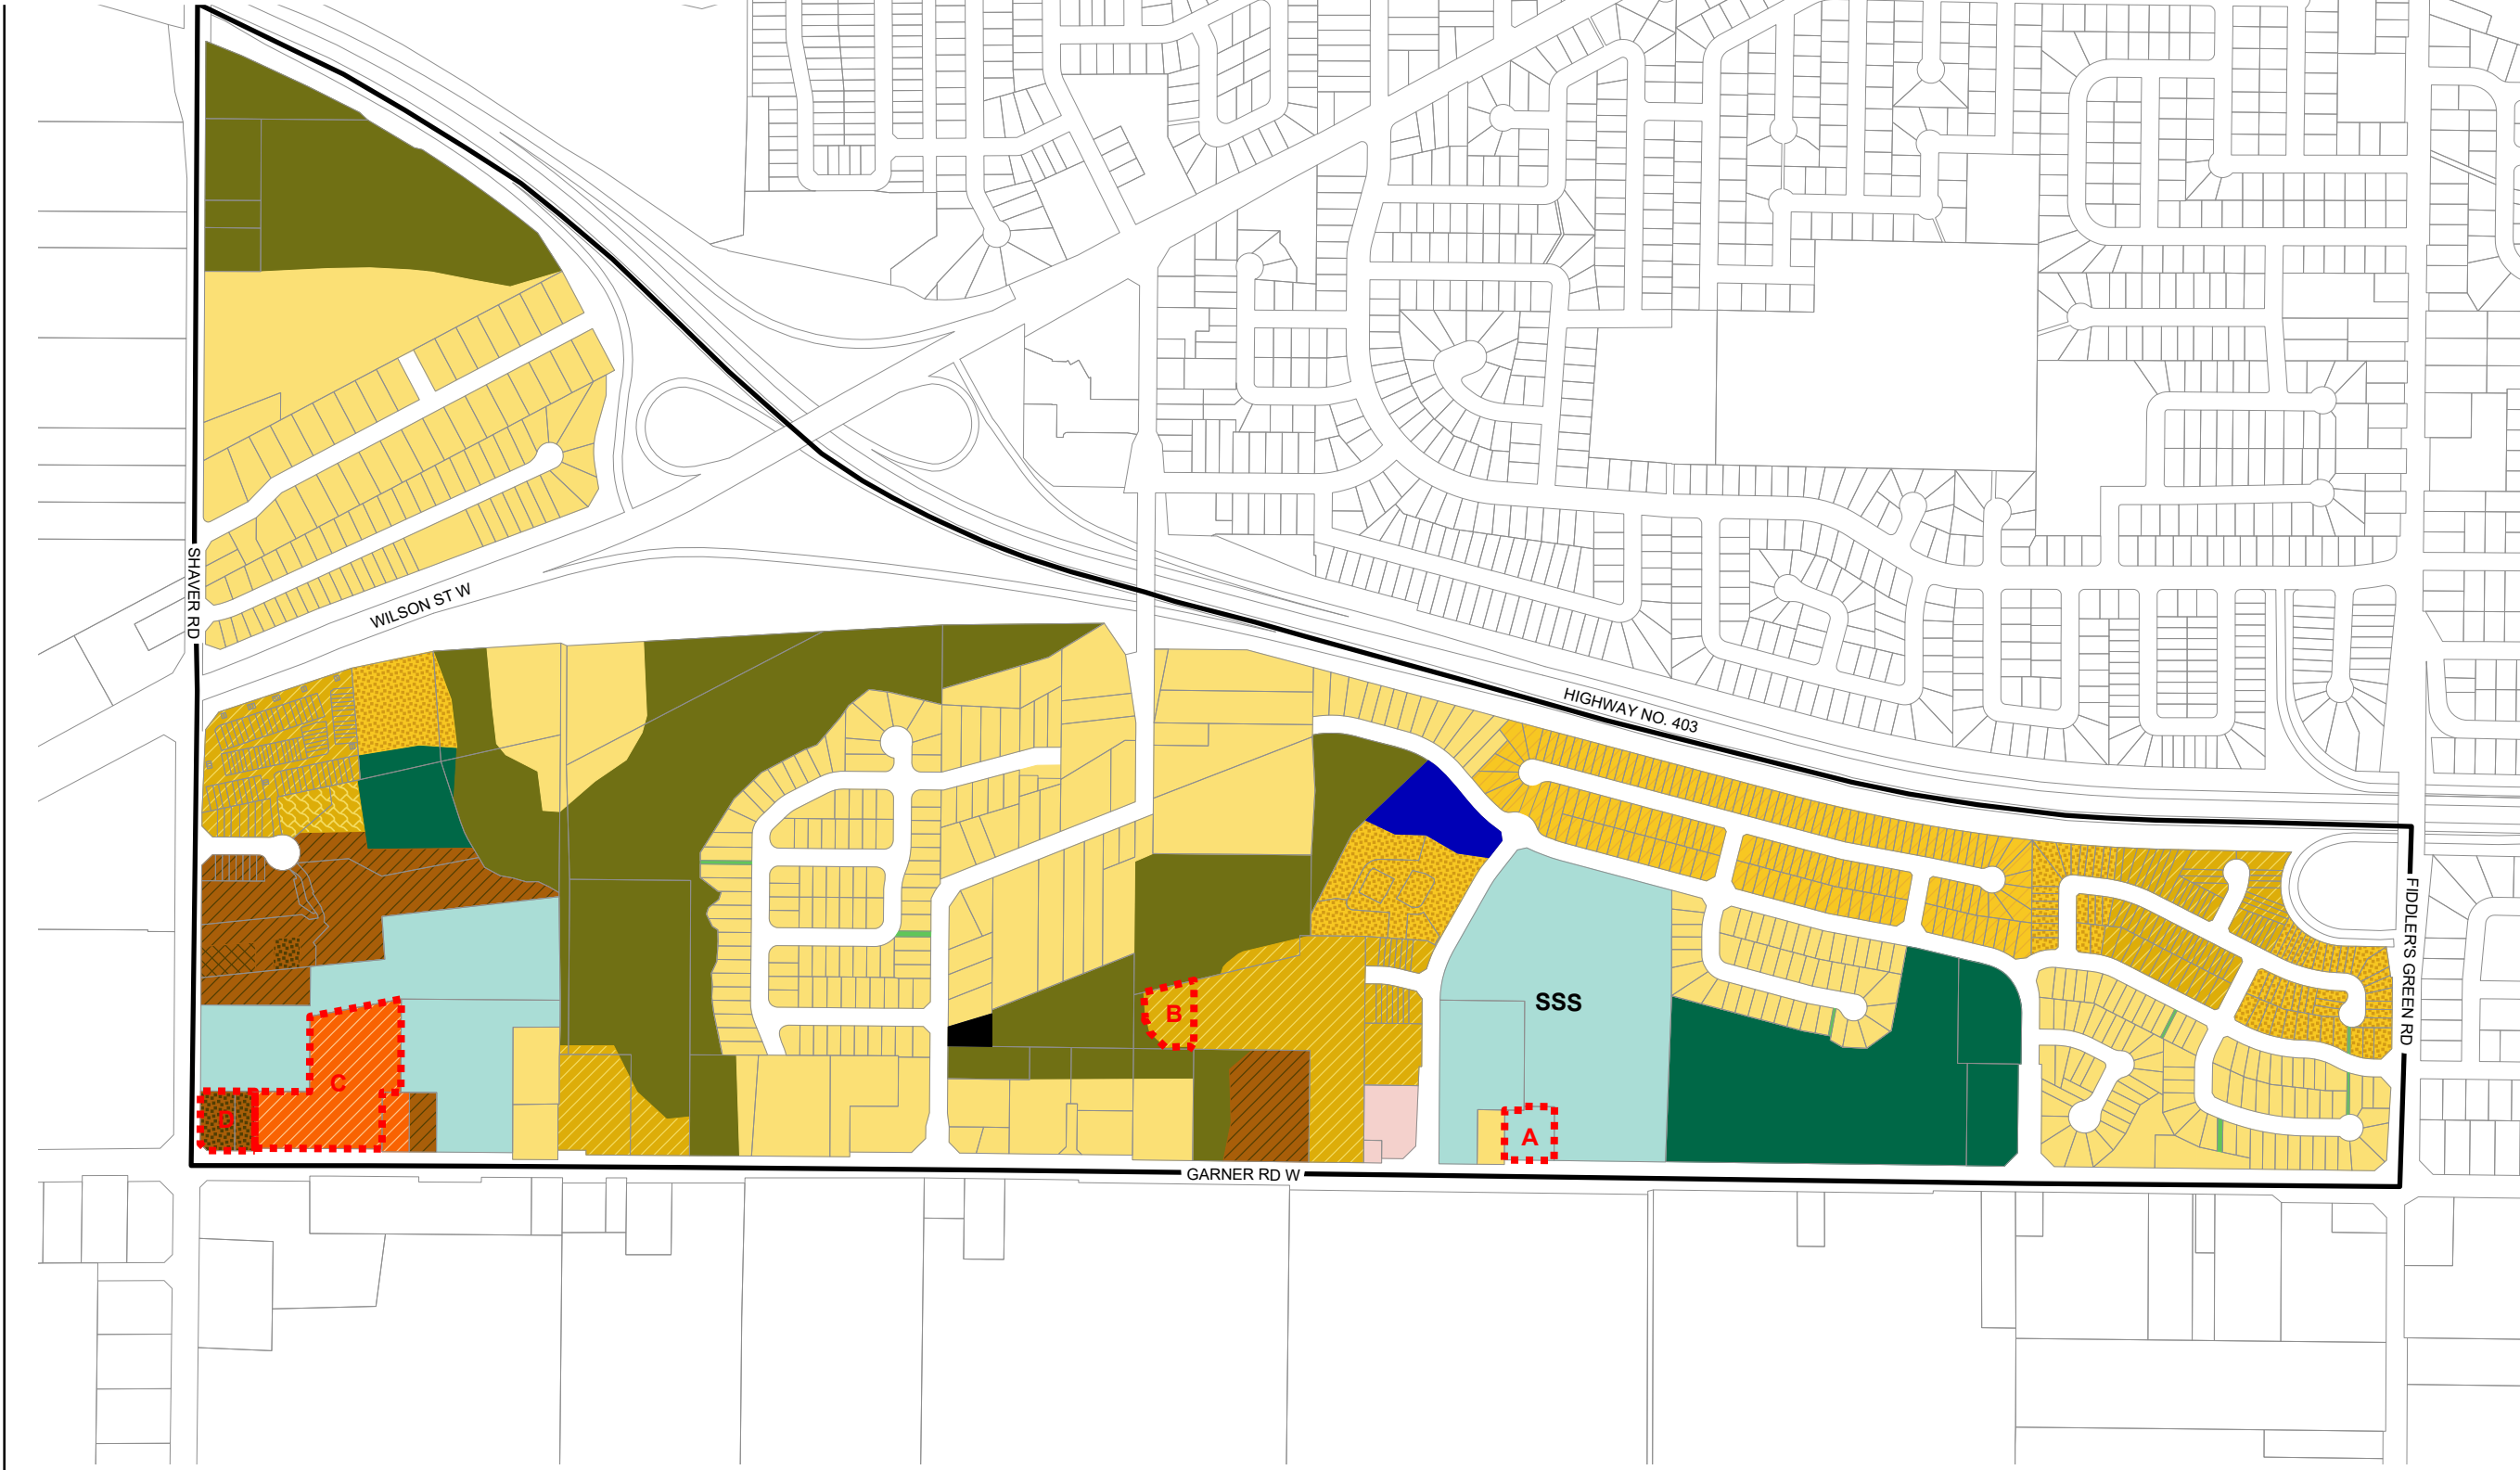 SHAVER RD
WILSON ST W
HIGHWAY NO. 403
FIDDLER'S GREEN RD
SSS
B
C
D
A
GARNER RD W